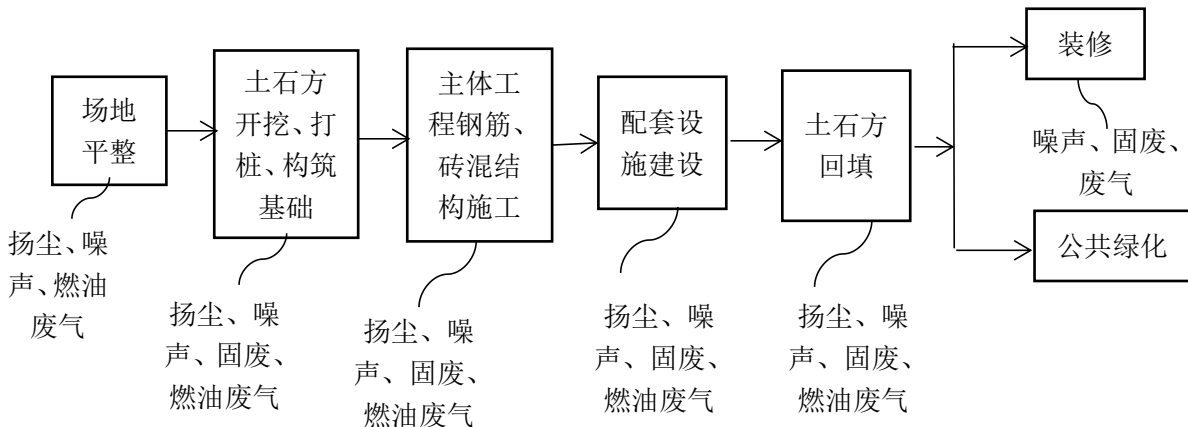 场地
平整
土石方
开挖、打
桩、构筑
基础
主体工
程钢筋、
砖混结
构施工
配套设
施建设
土石方
回填
装修
公共绿化
扬尘、噪
声、燃油
废气
扬尘、噪
声、固废、
燃油废气
扬尘、噪
声、固废、
燃油废气
扬尘、噪
声、固废、
燃油废气
扬尘、噪
声、固废、
燃油废气
噪声、固废、
废气